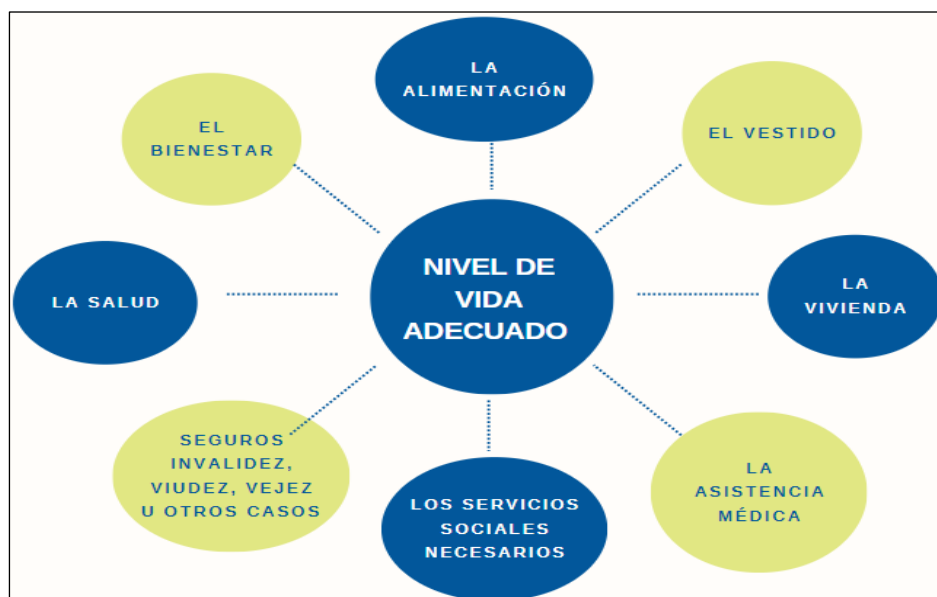 LA
ALIMENTACIÓN
EL
BIENESTAR
EL VESTIDO
NIVEL DE
VIDA
ADECUADO
LA SALUD
LA
VIVIENDA
SEGUROS
INVALIDEZ,
VIUDEZ, VEJEZ
U OTROS CASOS
LOS SERVICIOS
SOCIALES
NECESARIOS
LA
ASISTENCIA
MÉDICA